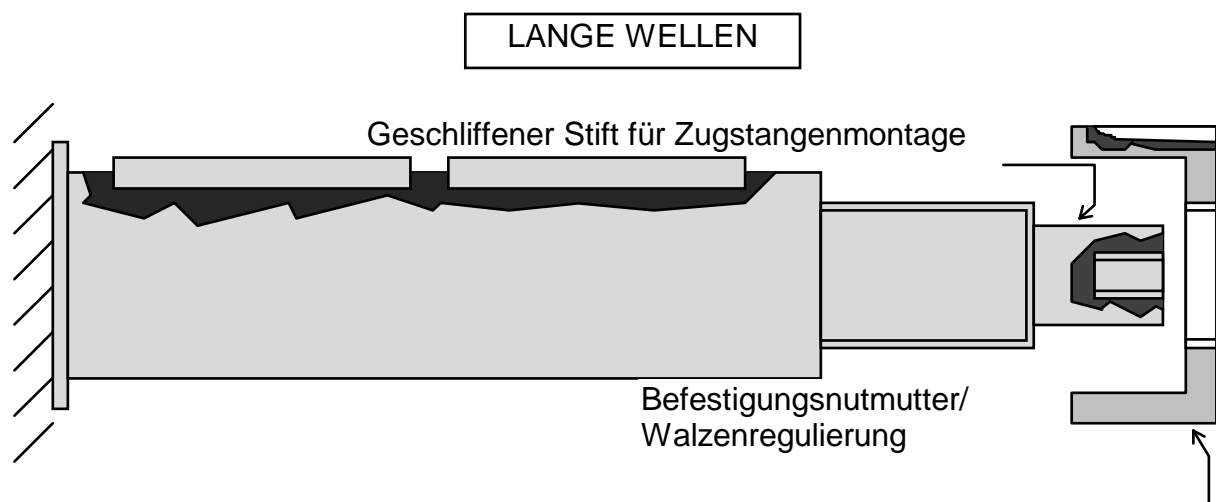 LANGE WELLEN
Geschliffener Stift für Zugstangenmontage
Befestigungsnutmutter/
Walzenregulierung